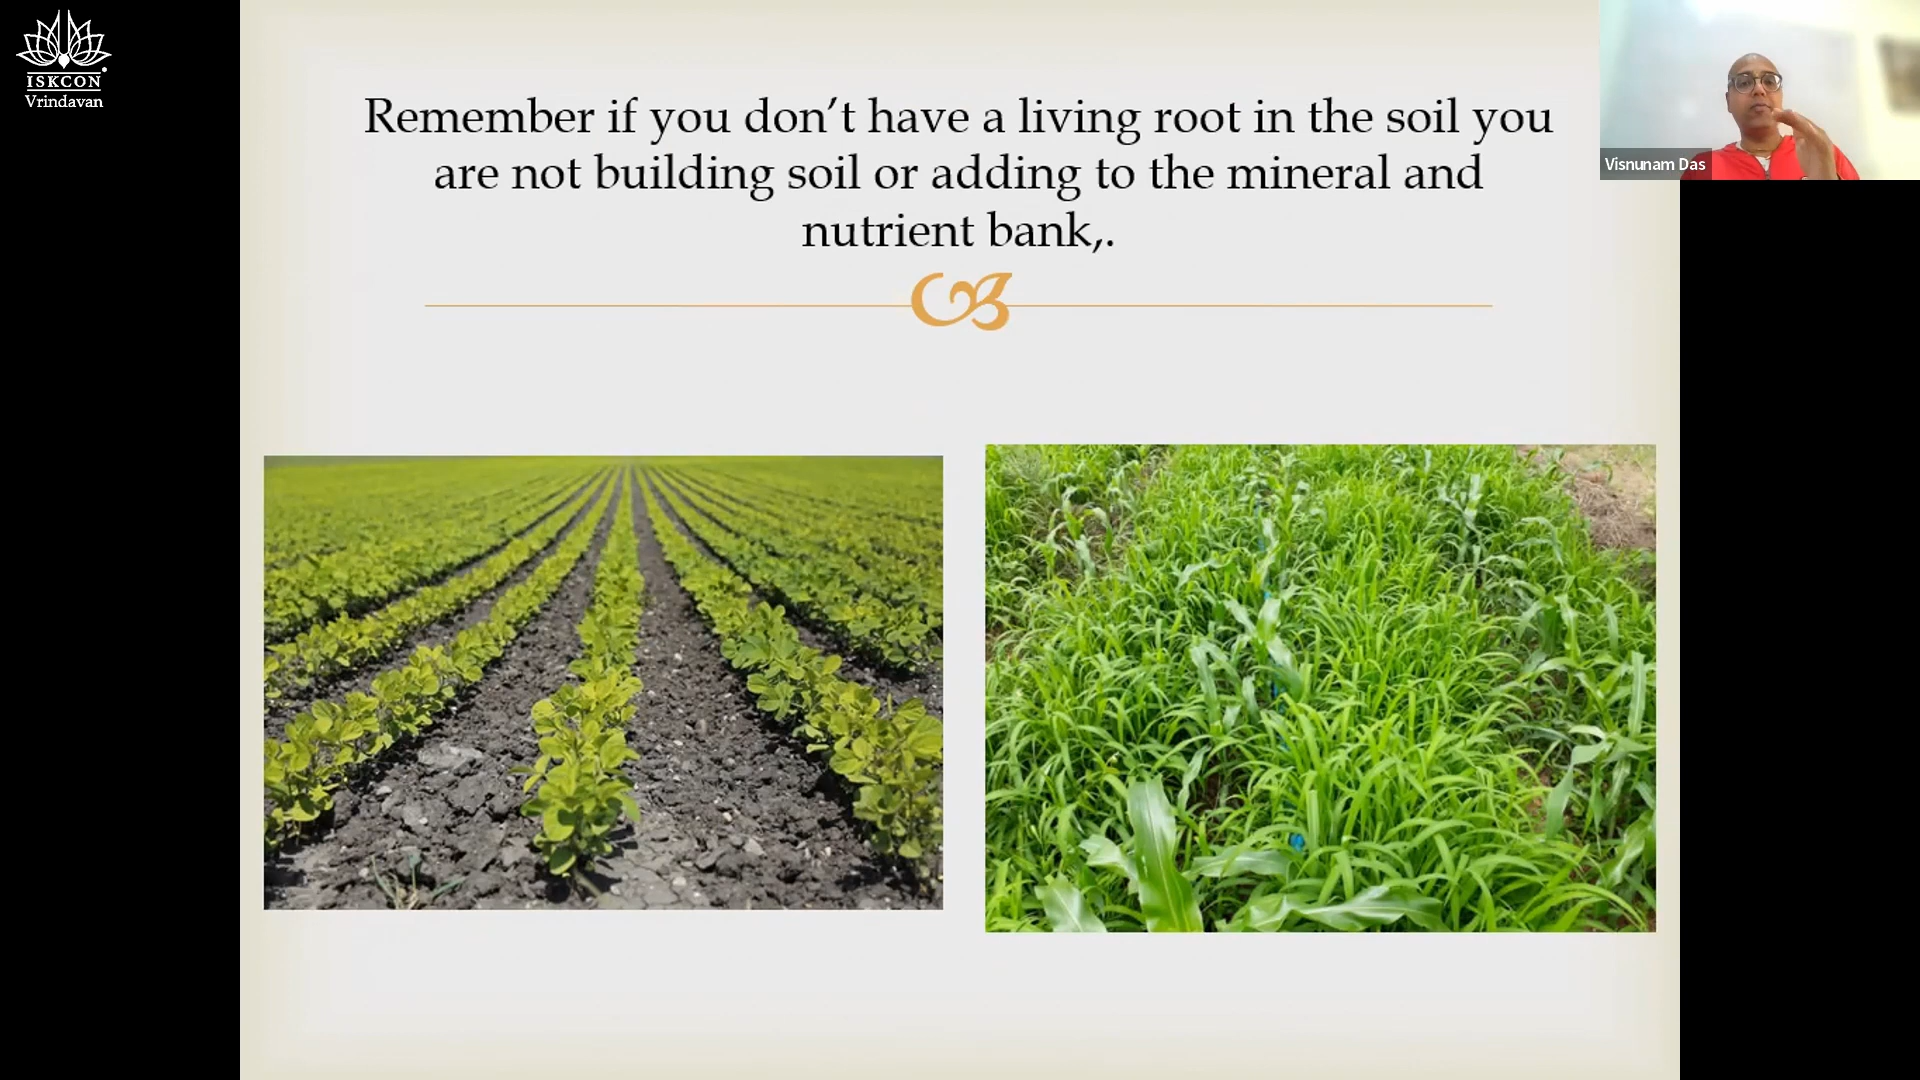 ISKCON
Vrindavan
Remember if you don’t have a living root in the soil you
are not building soil or adding to the mineral and
nutrient bank,.
Visnunam Das